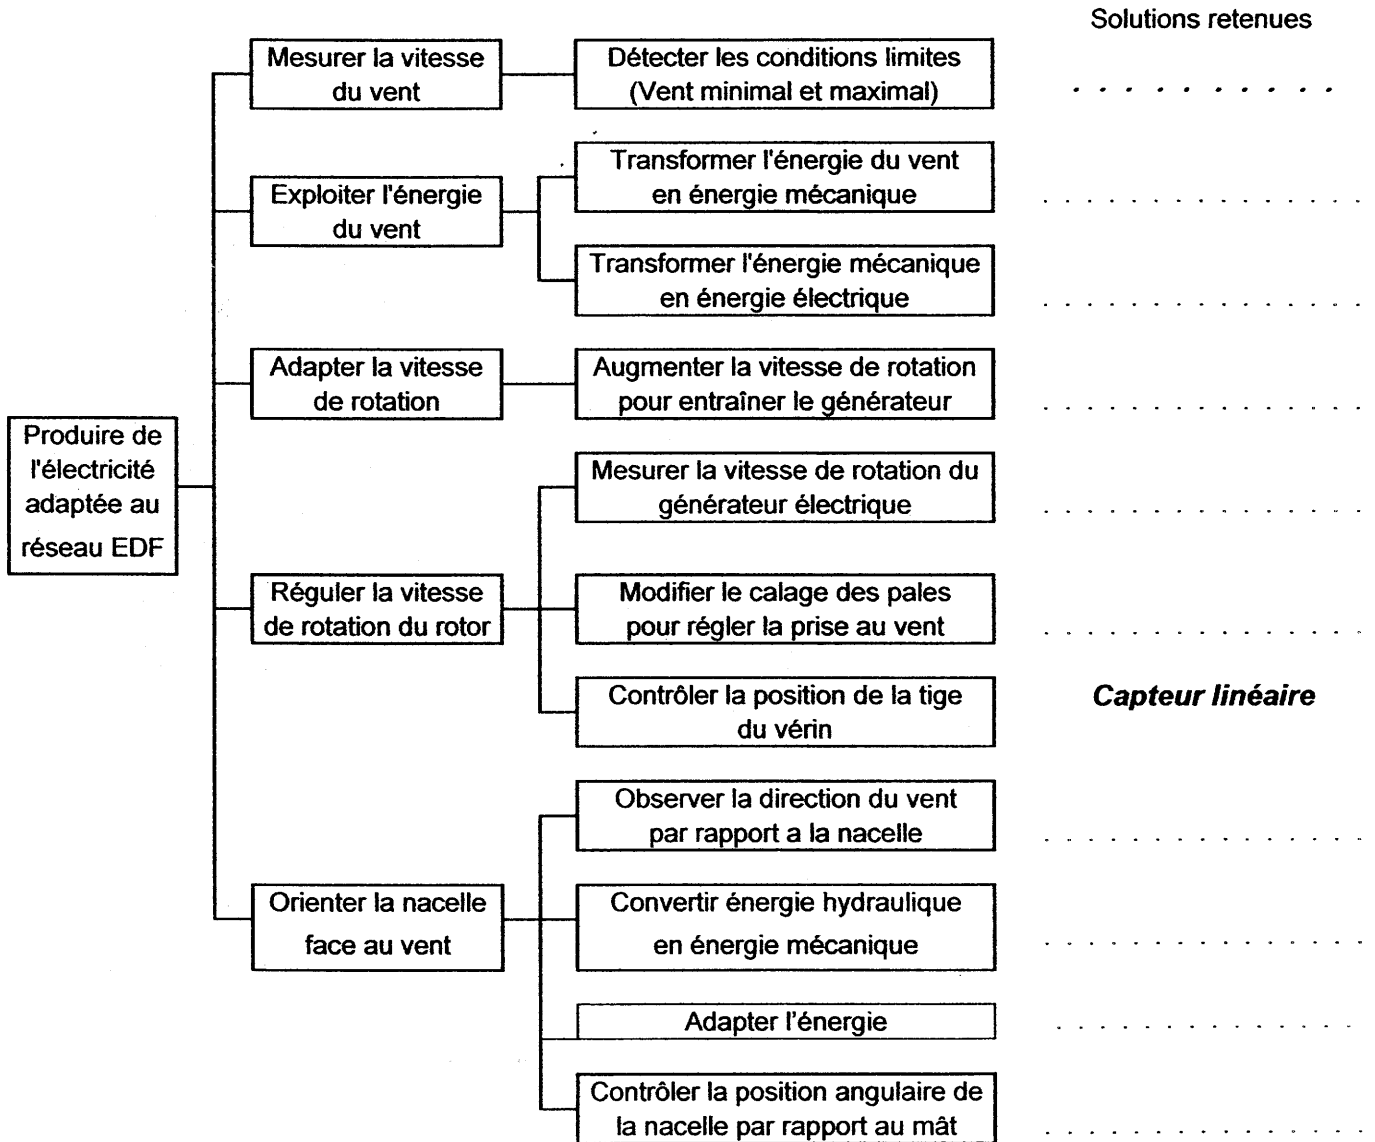 Solutions retenues
Mesurer la vitesse
du vent
Détecter les conditions limites
(Vent minimal et maximal)
Exploiter l'énergie
du vent
Transformer l'énergie du vent
en énergie mécanique
Transformer l'énergie mécanique
en énergie électrique
Adapter la vitesse
de rotation
Augmenter la vitesse de rotation
pour entraîner le générateur
Produire de
l'électricité
adaptée au
réseau EDF
Mesurer la vitesse de rotation du
générateur électrique
Réguler la vitesse
de rotation du rotor
Modifier le calage des pales
pour régler la prise au vent
Contrôler la position de la tige
du vérin
Capteur linéaire
Observer la direction du vent
par rapport a la nacelle
Orienter la nacelle
face au vent
Convertir énergie hydraulique
en énergie mécanique
Adapter l'énergie
Contrôler la position angulaire de
la nacelle par rapport au mât